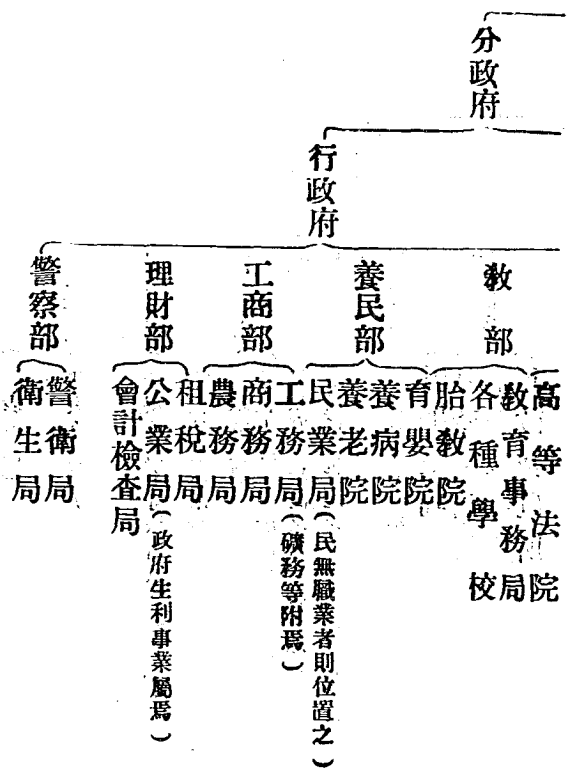 分政府
行政府
高等法院
教部
教育事務局
各種學校
胎教院
養民部
育嬰院
養病院
養老院
民業局(民無職業者則位置之)
工商部
工務局(礦務等附焉)
商務局
農務局
理財部
租稅局
公業局(政府生利事業屬焉)
會計檢查局
警察部
警衛局
衛生局